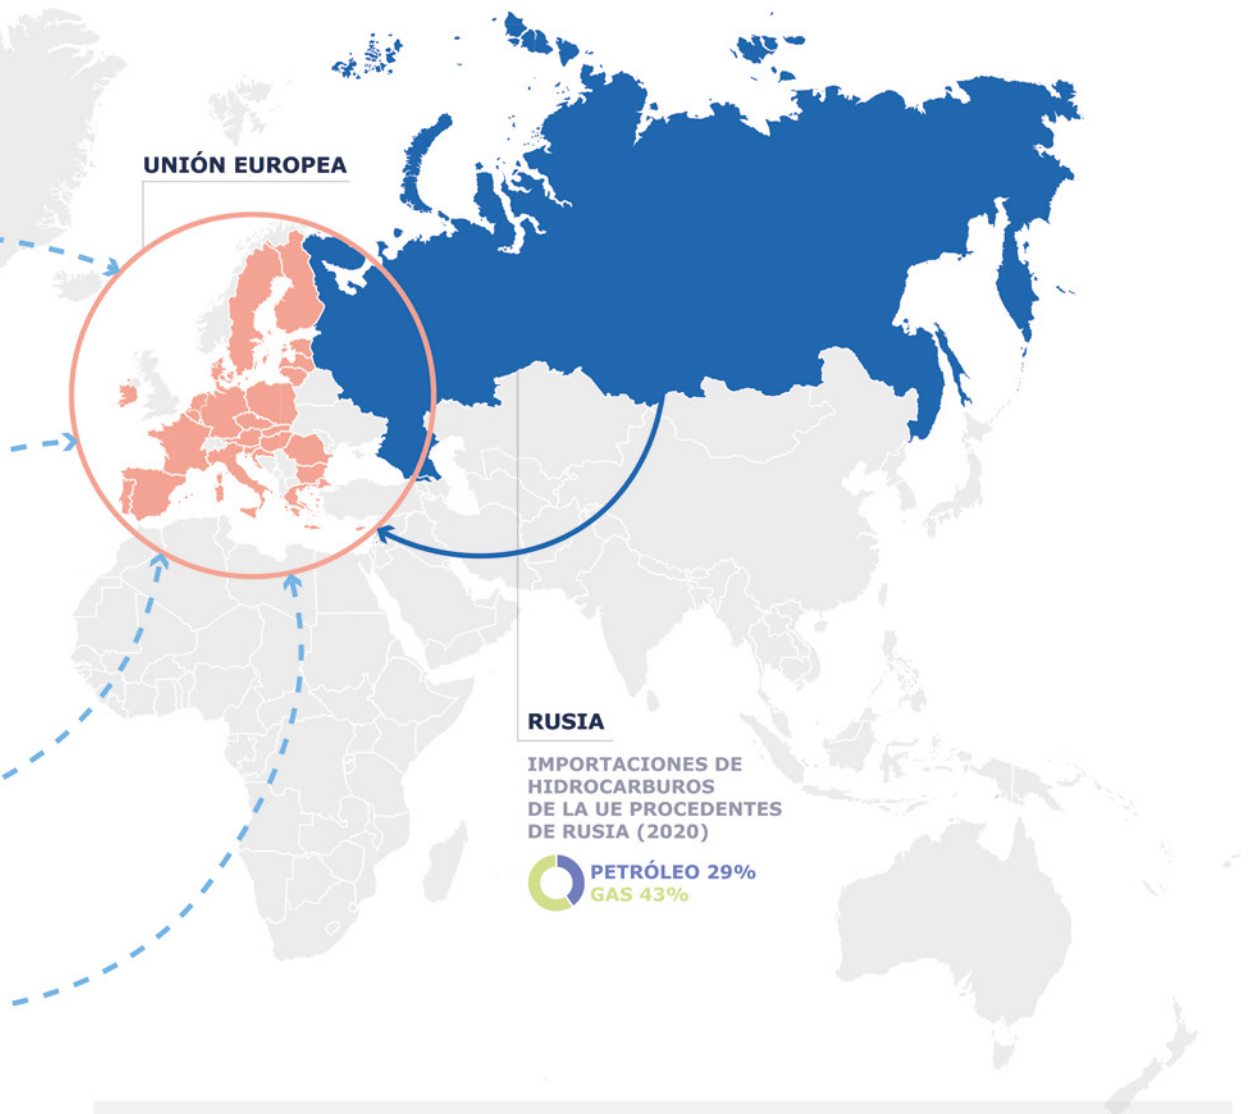 UNIÓN EUROPEA
RUSIA
IMPORTACIONES DE
HIDROCARBUROS
DE LA UE PROCEDENTES
DE RUSIA (2020)
PETRÓLEO 29%
GAS 43%